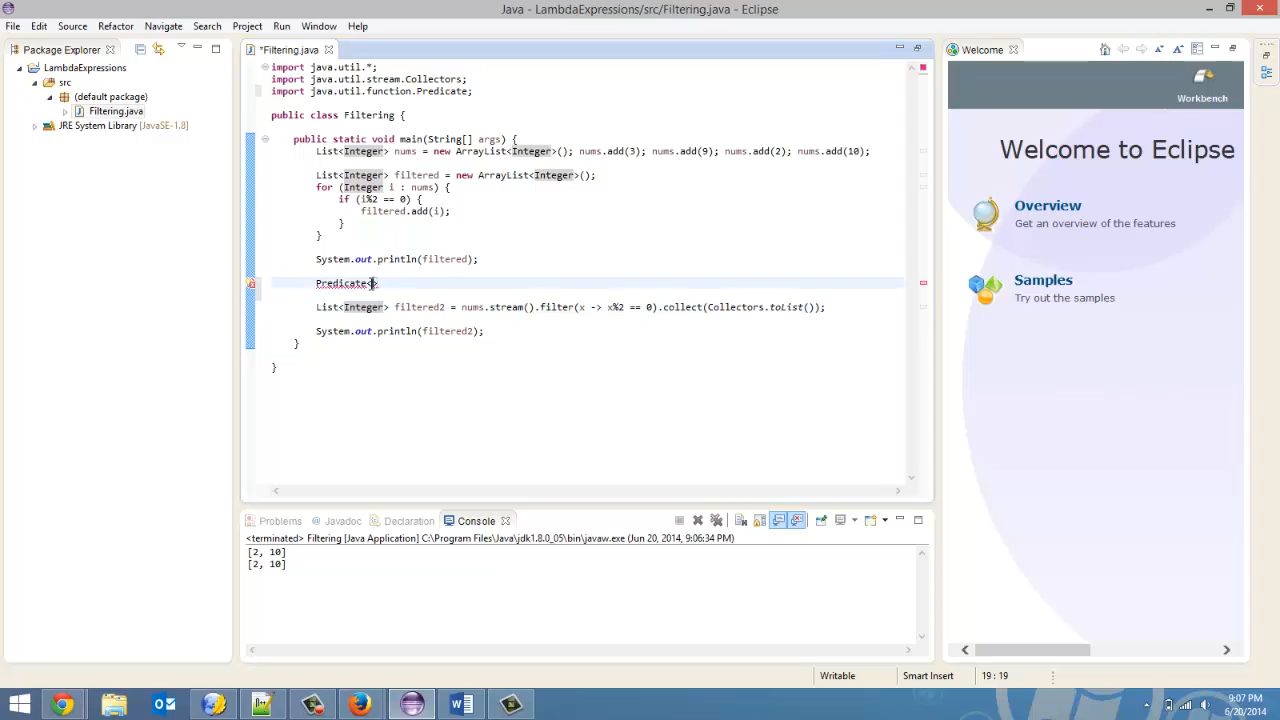 Java - LambdaExpressions/src/Filtering.java - Eclipse
File Edit Source Refactor Navigate Search Project Run Window Help
Package Explorer
*Filtering.java
Welcome
LambdaExpressions
src
(default package)
Filtering.java
JRE System Library [JavaSE-1.8]
import java.util.*;
import java.util.stream.Collectors;
import java.util.function.Predicate;
public class Filtering {
public static void main(String[] args) {
List<Integer> nums = new ArrayList<Integer>(); nums.add(3); nums.add(9); nums.add(2); nums.add(10);
List<Integer> filtered = new ArrayList<Integer>();
for (Integer i : nums) {
if (i%2 == 0) {
filtered.add(i);
}
}
System.out.println(filtered);
Predicate<>
List<Integer> filtered2 = nums.stream().filter(x -> x%2 == 0).collect(Collectors.toList());
System.out.println(filtered2);
}
}
Workbench
Welcome to Eclipse
Overview
Get an overview of the features
Samples
Try out the samples
Problems @ Javadoc Declaration Console
<terminated> Filtering [Java Application] C:\Program Files\Java\jdk1.8.0_05\bin\javaw.exe (Jun 20, 2014, 9:06:34 PM)
[2, 10]
[2, 10]
Writable Smart Insert 19 : 19
9:07 PM
6/20/2014